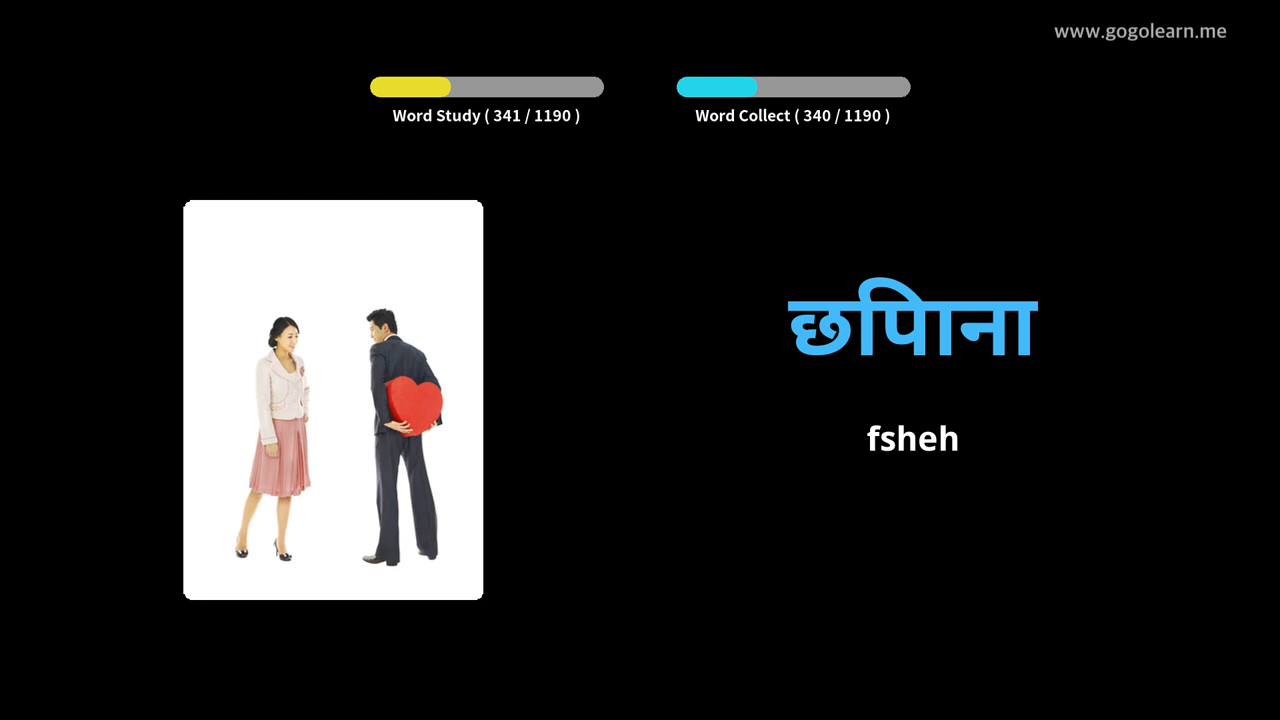 www.gogolearn.me
Word Study ( 341 / 1190 )
Word Collect ( 340 / 1190 )
छिपाना
fsheh